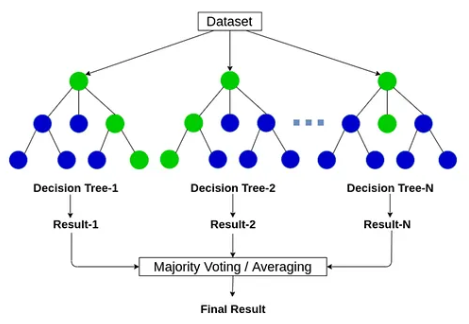 Dataset
Decision Tree-1
Decision Tree-2
Decision Tree-N
Result-1
Result-2
Result-N
Majority Voting / Averaging
Final Result